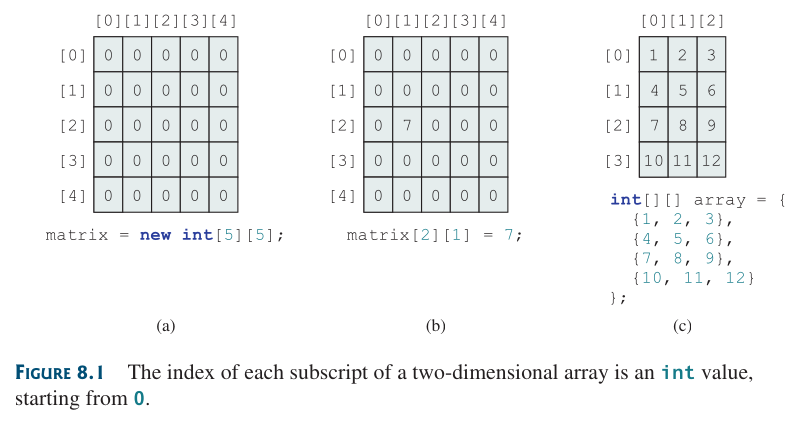 [0][1][2][3][4]
[0] 0 0 0 0 0
[1] 0 0 0 0 0
[2] 0 0 0 0 0
[3] 0 0 0 0 0
[4] 0 0 0 0 0
matrix = new int[5][5];
(a)
[0][1][2][3][4]
[0] 0 0 0 0 0
[1] 0 0 0 0 0
[2] 0 7 0 0 0
[3] 0 0 0 0 0
[4] 0 0 0 0 0
matrix[2][1] = 7;
(b)
[0][1][2]
[0] 1 2 3
[1] 4 5 6
[2] 7 8 9
[3] 10 11 12
int[][] array = {
{1, 2, 3},
{4, 5, 6},
{7, 8, 9},
{10, 11, 12}
};
(c)
FIGURE 8.1 The index of each subscript of a two-dimensional array is an int value,
starting from 0.